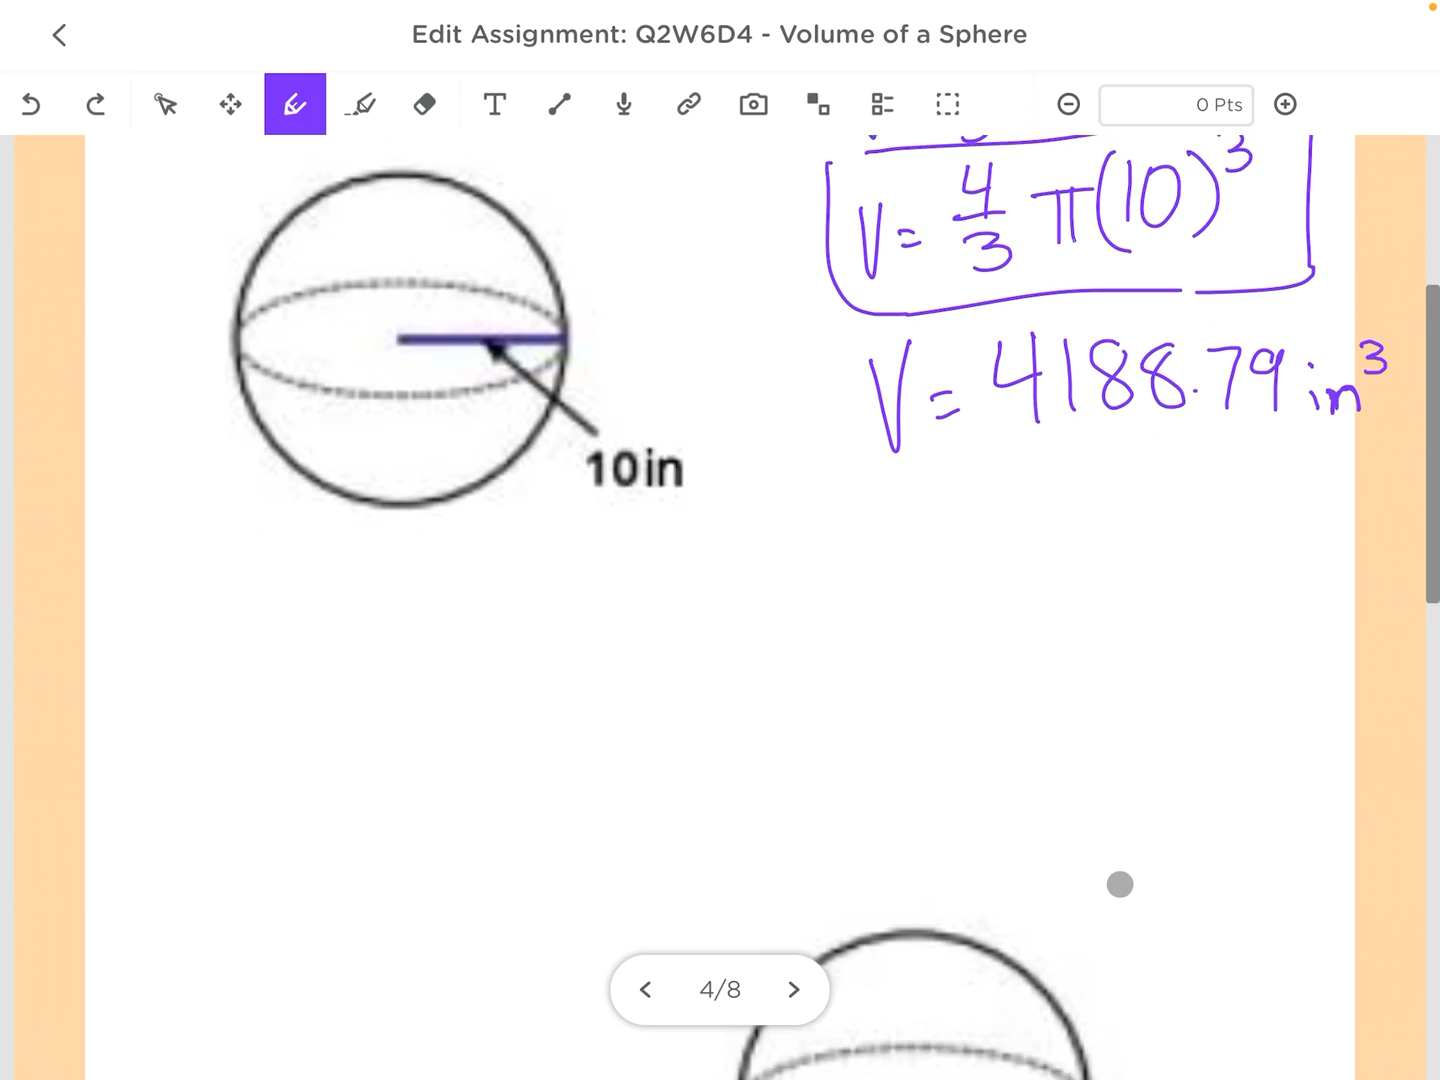 Edit Assignment: Q2W6D4 - Volume of a Sphere
T
0 Pts
V = 4/3 π(10)³
V = 4188.79 in³
10in
4/8